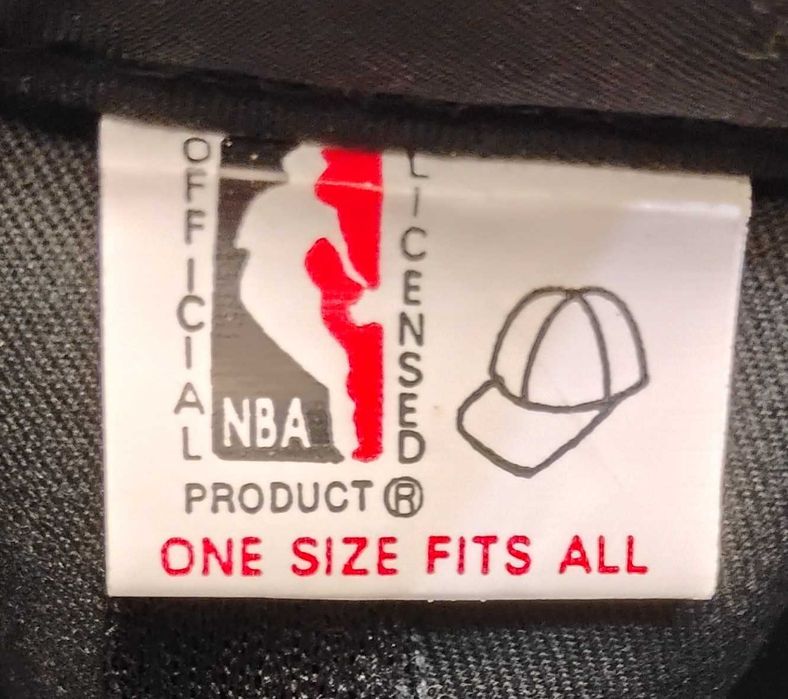 OFFICIAL
LICENSED
NBA
PRODUCT ®
ONE SIZE FITS ALL